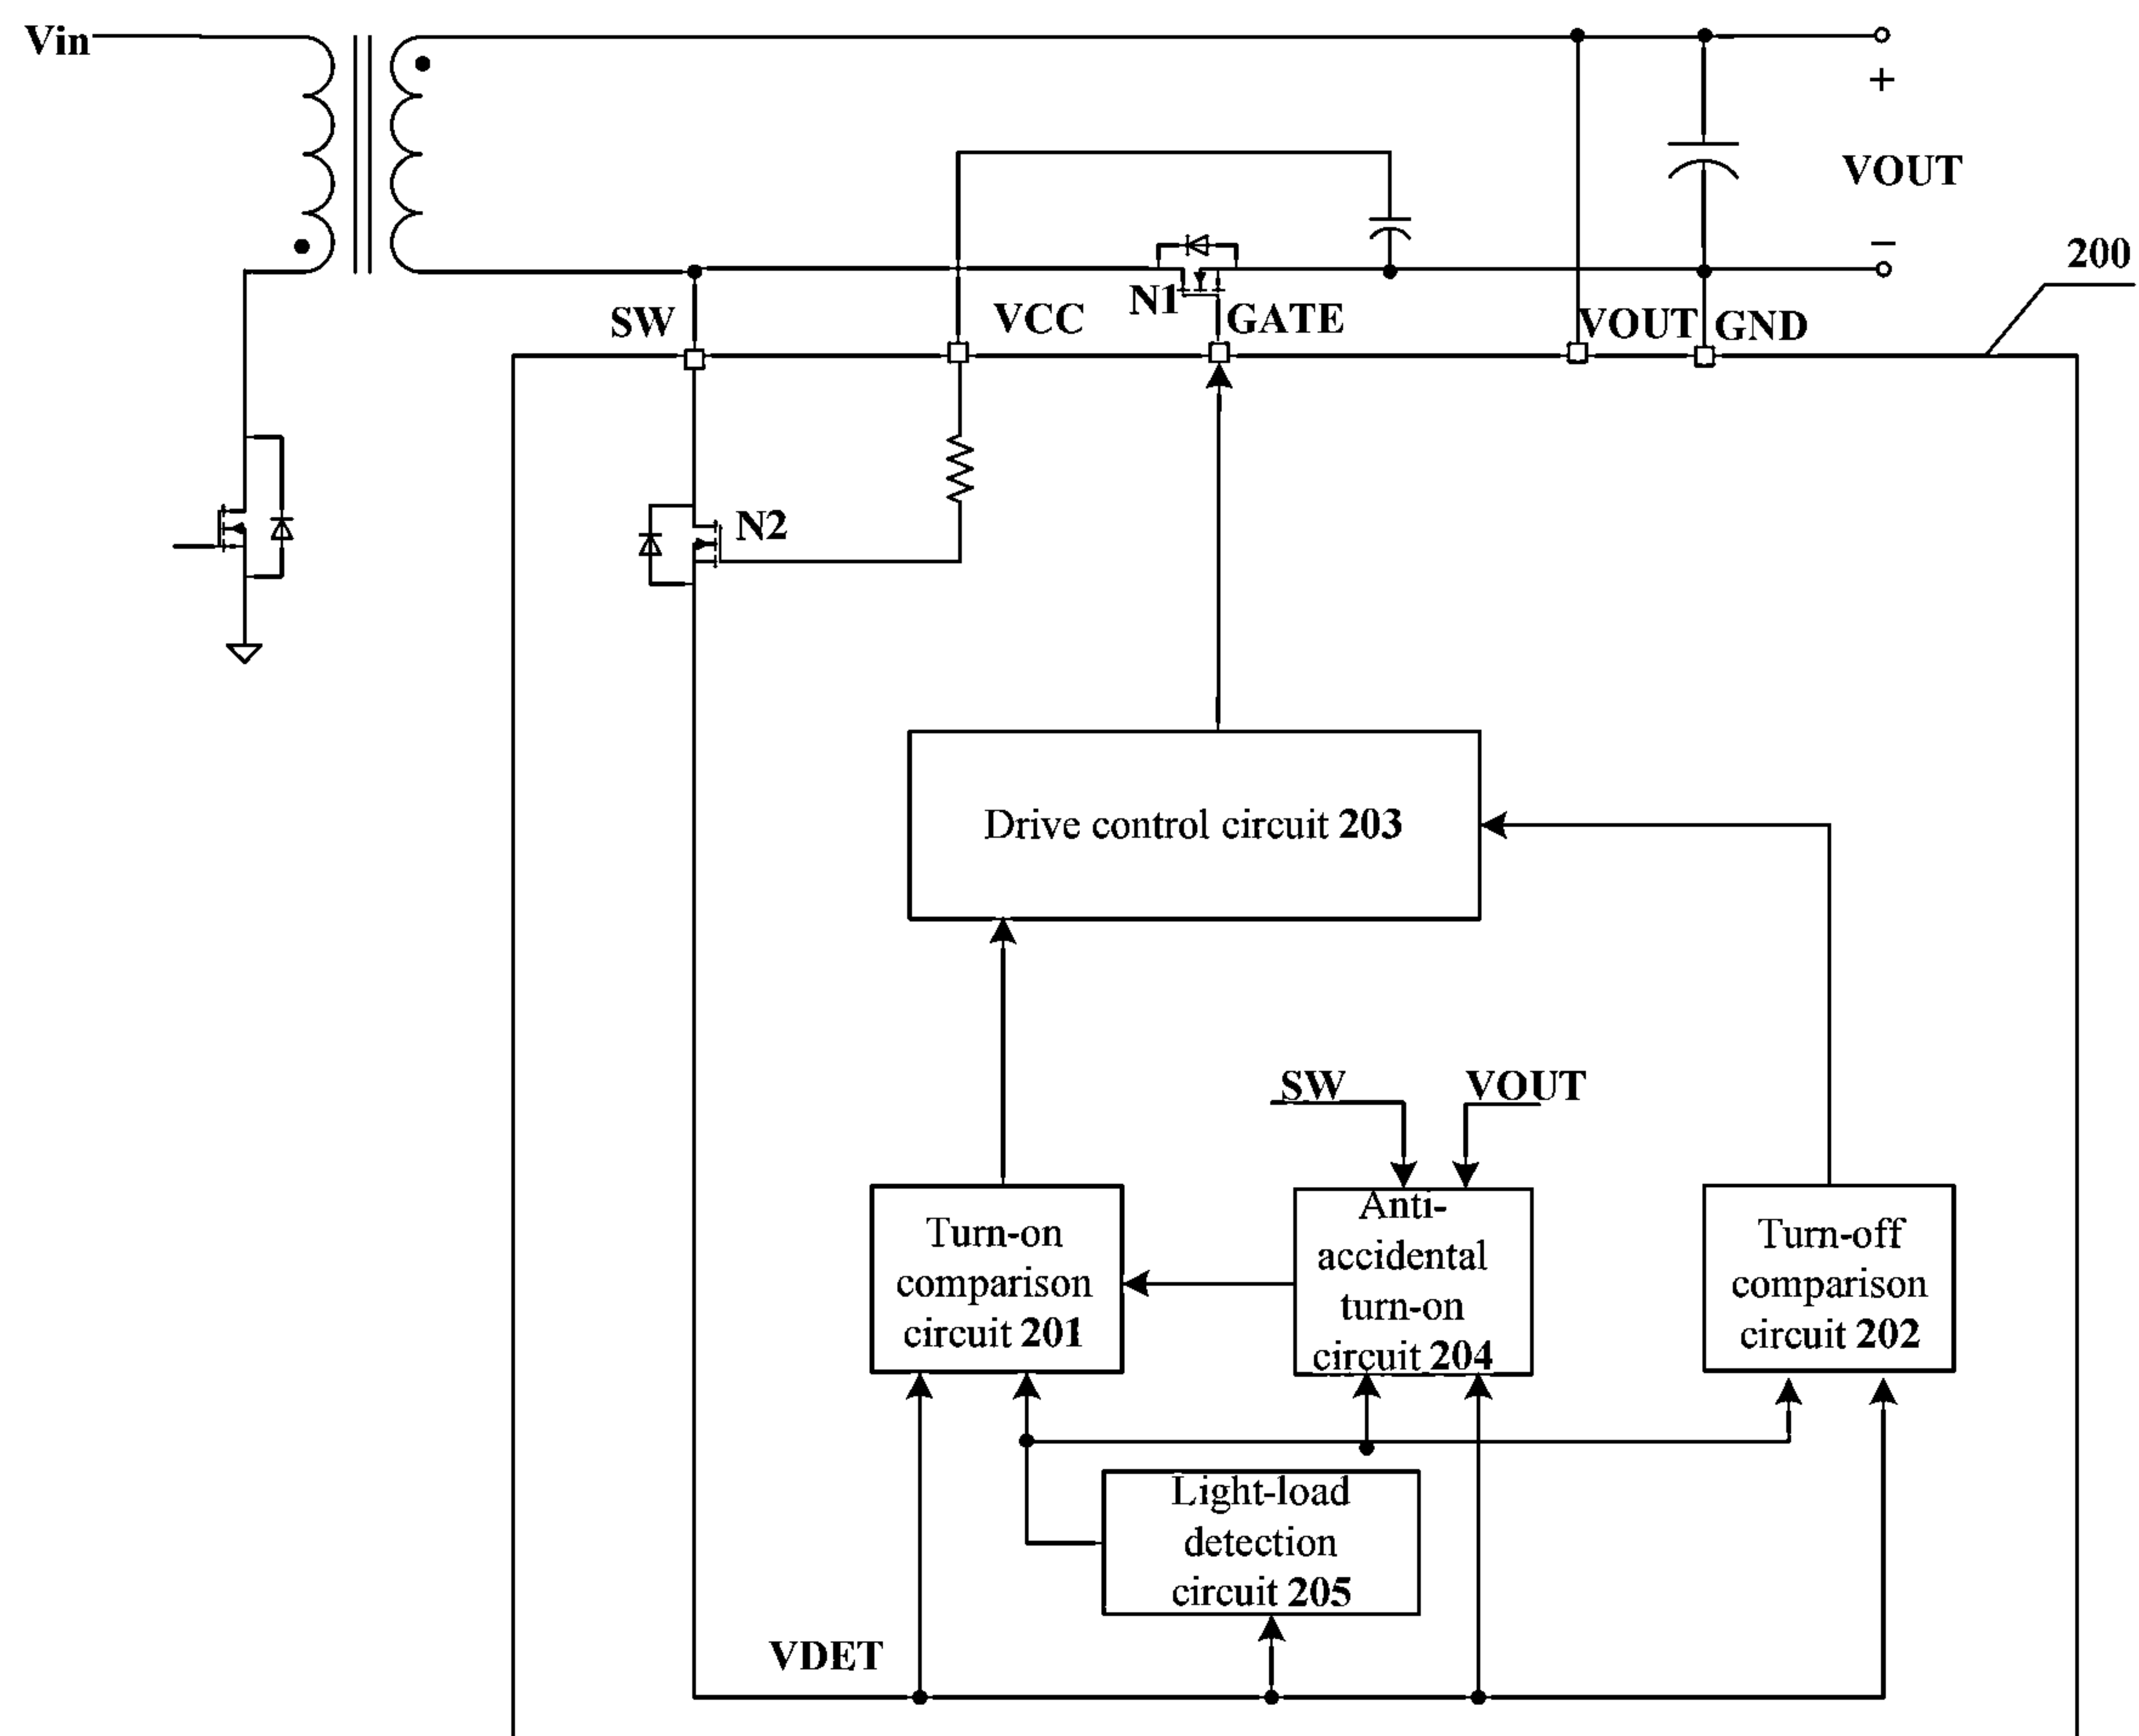 Vin
+
VOUT
−
200
SW
VCC
N1
GATE
VOUT
GND
N2
Drive control circuit 203
SW
VOUT
Turn-on
comparison
circuit 201
Anti-
accidental
turn-on
circuit 204
Turn-off
comparison
circuit 202
Light-load
detection
circuit 205
VDET